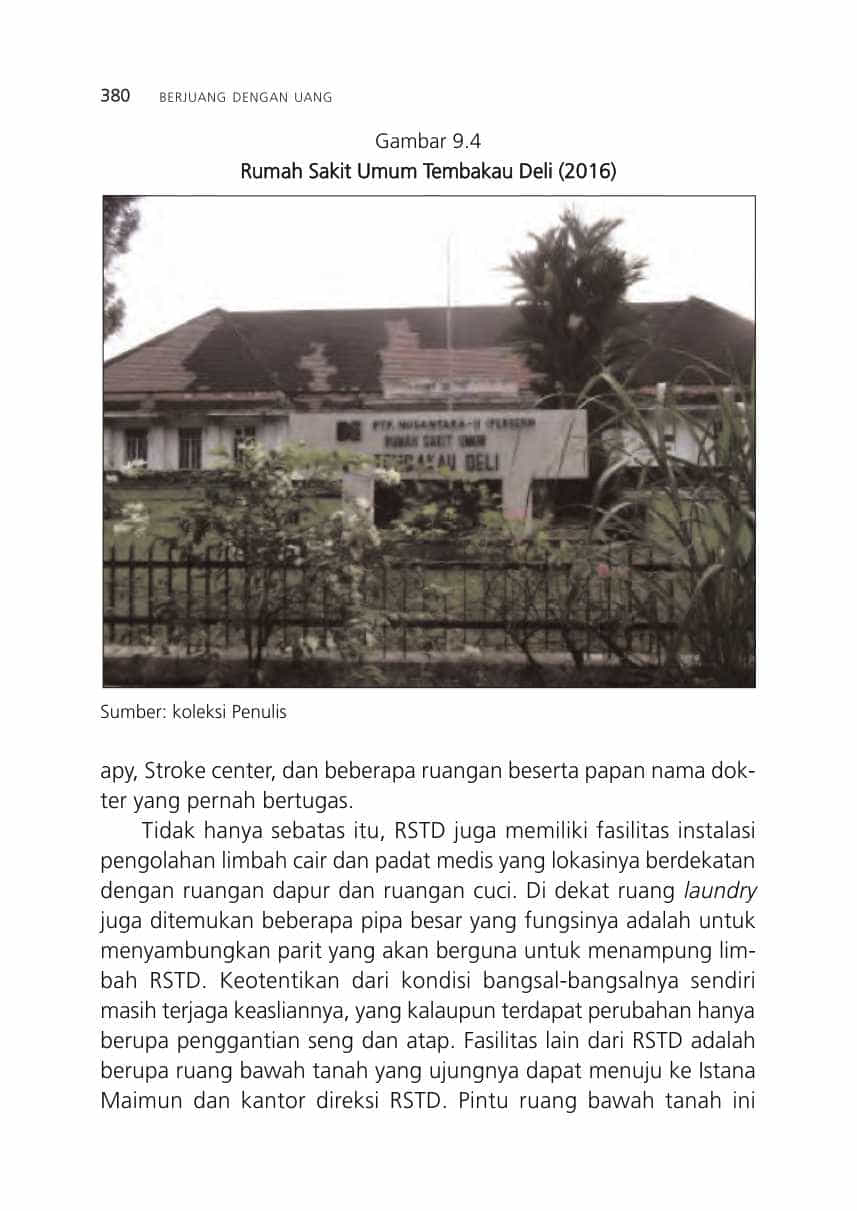 380 BERJUANG DENGAN UANG
Gambar 9.4
Rumah Sakit Umum Tembakau Deli (2016)
PTP. NUSANTARA-II (PERSERO)
RUMAH SAKIT UMUM
TEMBAKAU DELI
Sumber: koleksi Penulis
apy, Stroke center, dan beberapa ruangan beserta papan nama dok-
ter yang pernah bertugas.
Tidak hanya sebatas itu, RSTD juga memiliki fasilitas instalasi
pengolahan limbah cair dan padat medis yang lokasinya berdekatan
dengan ruangan dapur dan ruangan cuci. Di dekat ruang laundry
juga ditemukan beberapa pipa besar yang fungsinya adalah untuk
menyambungkan parit yang akan berguna untuk menampung lim-
bah RSTD. Keotentikan dari kondisi bangsal-bangsalnya sendiri
masih terjaga keasliannya, yang kalaupun terdapat perubahan hanya
berupa penggantian seng dan atap. Fasilitas lain dari RSTD adalah
berupa ruang bawah tanah yang ujungnya dapat menuju ke Istana
Maimun dan kantor direksi RSTD. Pintu ruang bawah tanah ini